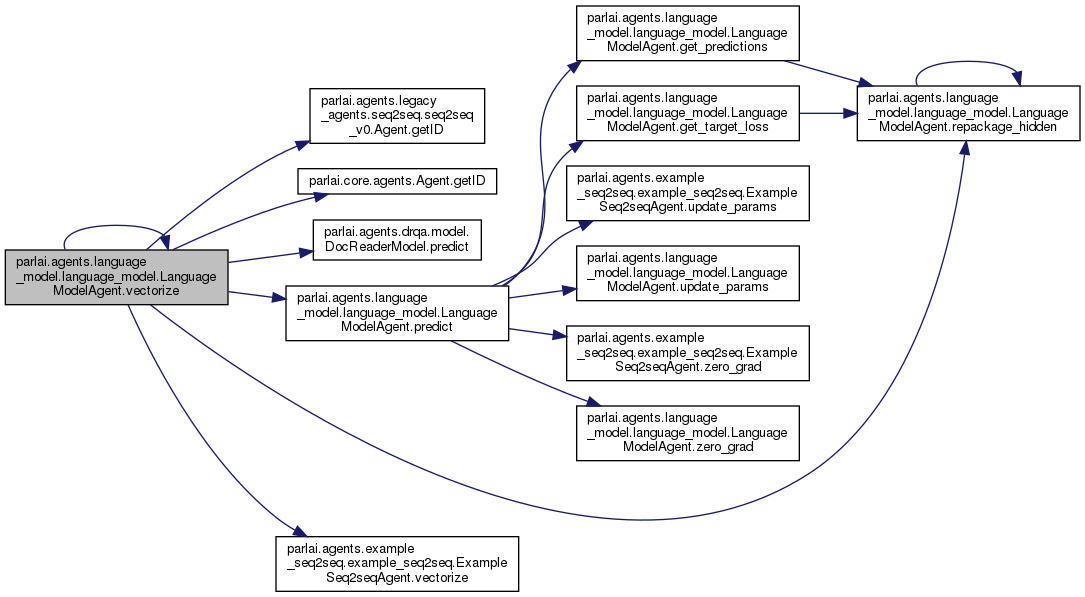 parlai.agents.language
_model.language_model.Language
ModelAgent.get_predictions
parlai.agents.legacy
_agents.seq2seq.seq2seq
_v0.Agent.getID
parlai.agents.language
_model.language_model.Language
ModelAgent.get_target_loss
parlai.agents.language
_model.language_model.Language
ModelAgent.repackage_hidden
parlai.core.agents.Agent.getID
parlai.agents.example
_seq2seq.example_seq2seq.Example
Seq2seqAgent.update_params
parlai.agents.drqa.model.
DocReaderModel.predict
parlai.agents.language
_model.language_model.Language
ModelAgent.vectorize
parlai.agents.language
_model.language_model.Language
ModelAgent.update_params
parlai.agents.language
_model.language_model.Language
ModelAgent.predict
parlai.agents.example
_seq2seq.example_seq2seq.Example
Seq2seqAgent.zero_grad
parlai.agents.language
_model.language_model.Language
ModelAgent.zero_grad
parlai.agents.example
_seq2seq.example_seq2seq.Example
Seq2seqAgent.vectorize